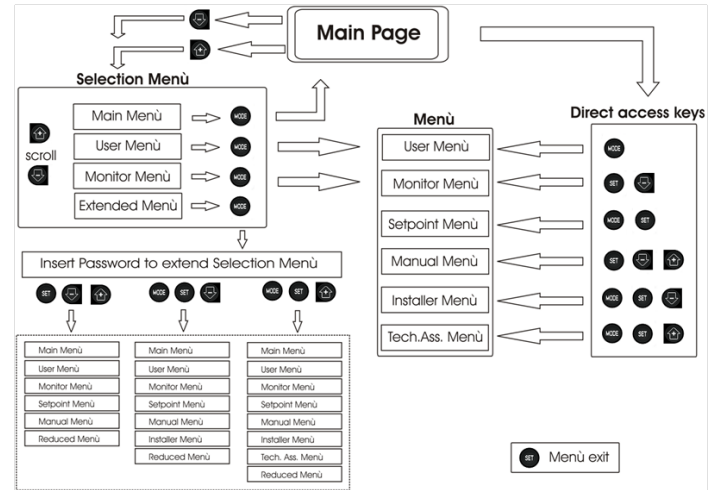 Main Page
Selection Menù
Main Menù MODE
User Menù MODE
scroll
Monitor Menù MODE
Extended Menù MODE
Insert Password to extend Selection Menù
SET
MODE SET
MODE SET
Main Menù
User Menù
Monitor Menù
Setpoint Menù
Manual Menù
Reduced Menù
Main Menù
User Menù
Monitor Menù
Setpoint Menù
Manual Menù
Installer Menù
Reduced Menù
Main Menù
User Menù
Monitor Menù
Setpoint Menù
Manual Menù
Installer Menù
Tech. Ass. Menù
Reduced Menù
Menù
User Menù
Monitor Menù
Setpoint Menù
Manual Menù
Installer Menù
Tech.Ass. Menù
Direct access keys
MODE
SET
MODE SET
SET
MODE SET
MODE SET
SET Menù exit